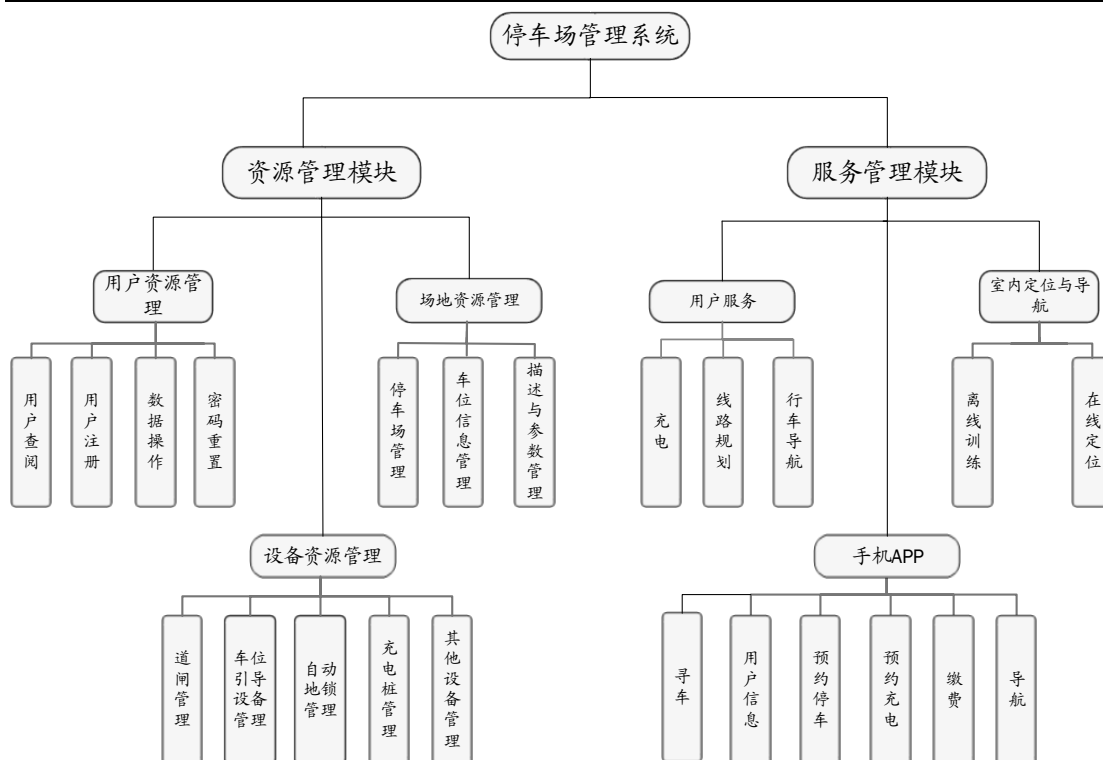 停车场管理系统
资源管理模块
服务管理模块
用户资源管
理
场地资源管理
用户服务
室内定位与导
航
用户查阅
用户注册
数据操作
密码重置
停车场管理
车位信息管理
描述与参数管理
充电
线路规划
行车导航
离线训练
在线定位
设备资源管理
手机APP
道闸管理
车位
引导
设备
管理
自动
地锁
管理
充电桩管理
其他设备管理
寻车
用户信息
预约停车
预约充电
缴费
导航